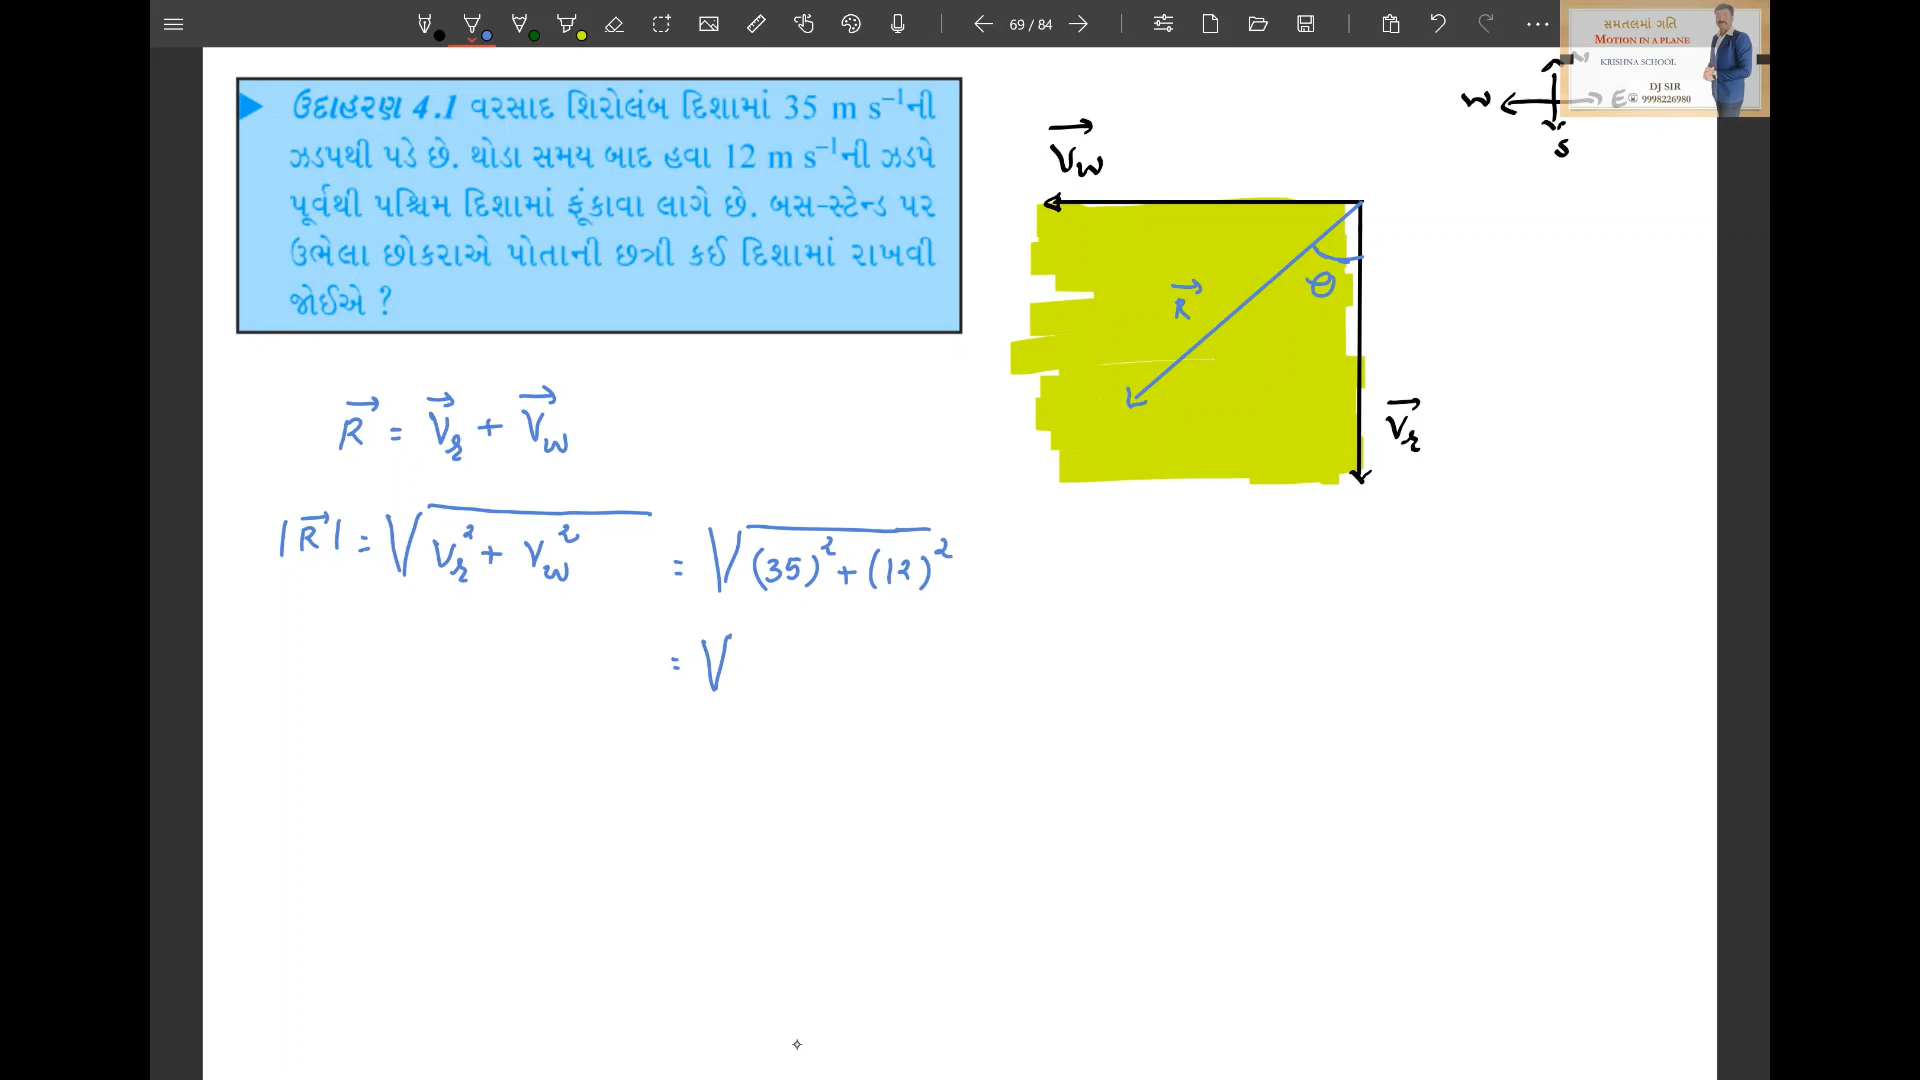 69 / 84
સમતલમાં ગતિ
MOTION IN A PLANE
KRISHNA SCHOOL
DJ SIR
9998226980
N
W E
S
ઉદાહરણ 4.1 વરસાદ શિરોલંબ દિશામાં 35 m s⁻¹ની
ઝડપથી પડે છે. થોડા સમય બાદ હવા 12 m s⁻¹ની ઝડપે
પૂર્વથી પશ્ચિમ દિશામાં ફૂંકાવા લાગે છે. બસ-સ્ટેન્ડ પર
ઉભેલા છોકરાએ પોતાની છત્રી કઈ દિશામાં રાખવી
જોઈએ ?
V⃗w
R⃗ θ
V⃗r
R⃗ = V⃗r + V⃗w
|R⃗| = √(Vr² + Vw²) = √((35)² + (12)²)
= √